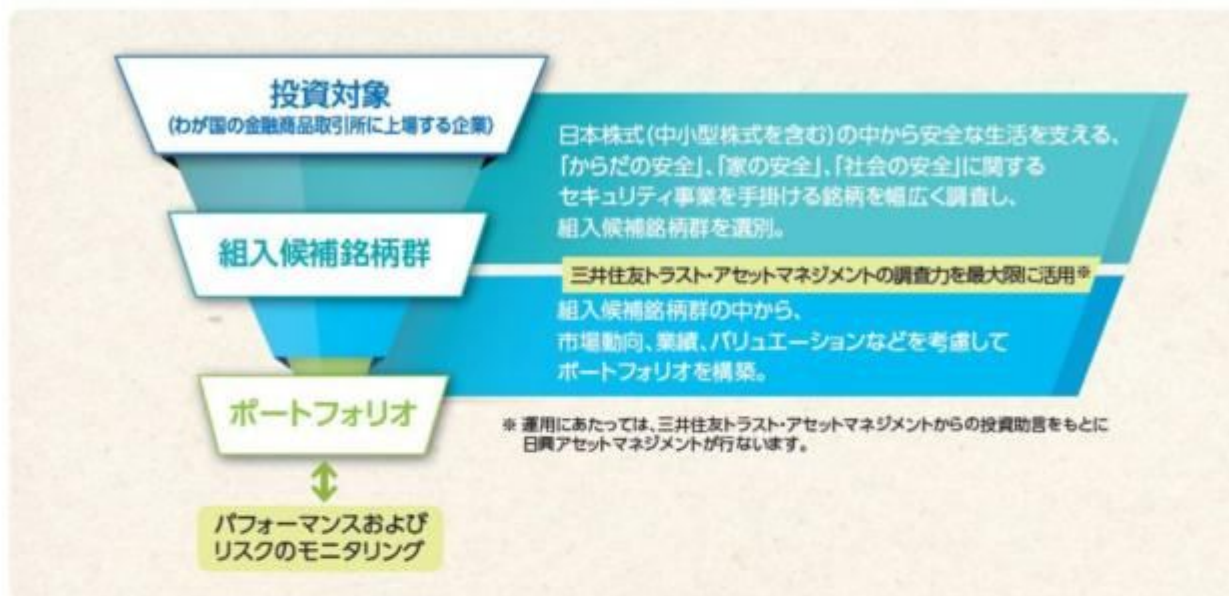 投資対象
(わが国の金融商品取引所に上場する企業)
日本株式(中小型株式を含む)の中から安全な生活を支える、
「からだの安全」、「家の安全」、「社会の安全」に関する
セキュリティ事業を手掛ける銘柄を幅広く調査し、
組入候補銘柄群を選別。
組入候補銘柄群
三井住友トラスト・アセットマネジメントの調査力を最大限に活用※
組入候補銘柄群の中から、
市場動向、業績、バリュエーションなどを考慮して
ポートフォリオを構築。
ポートフォリオ
※ 運用にあたっては、三井住友トラスト・アセットマネジメントからの投資助言をもとに
日興アセットマネジメントが行ないます。
パフォーマンスおよび
リスクのモニタリング